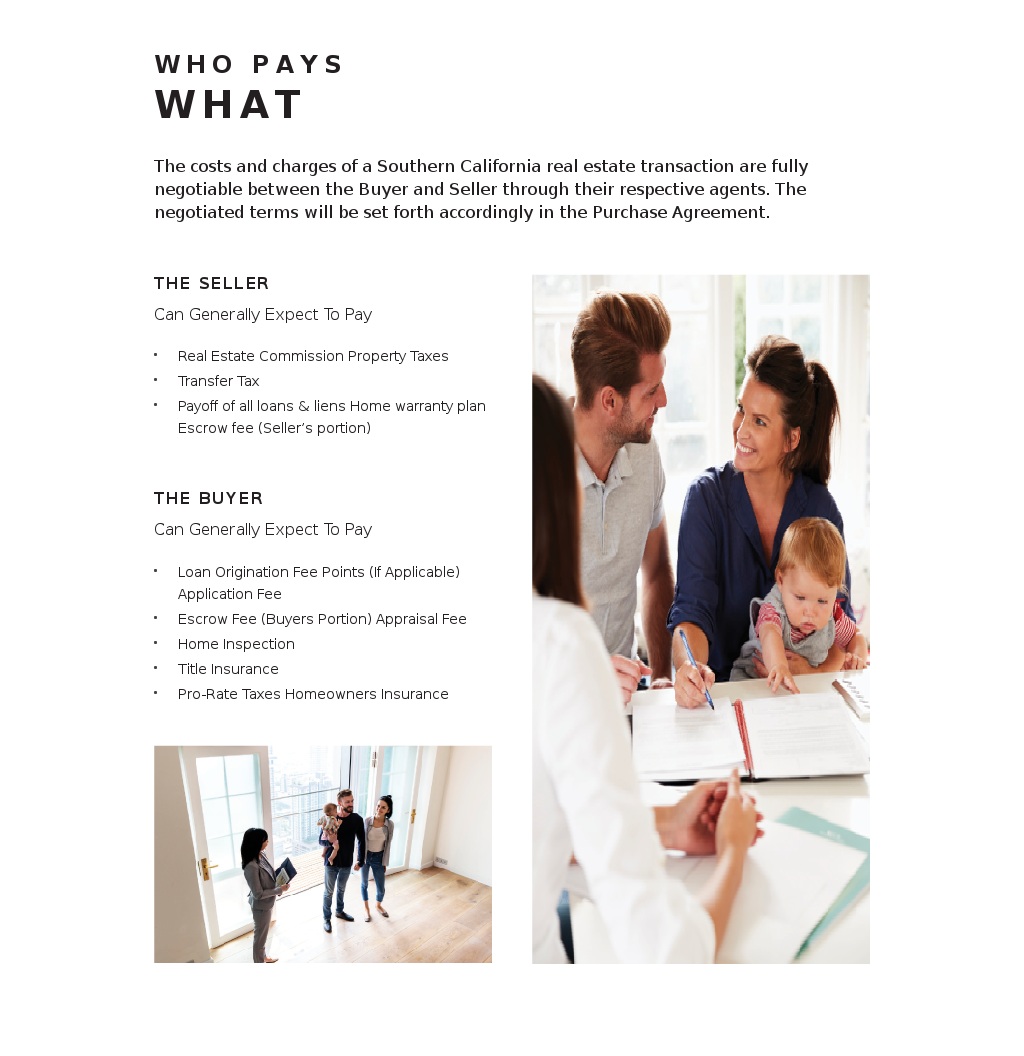 WHO PAYS
WHAT
The costs and charges of a Southern California real estate transaction are fully
negotiable between the Buyer and Seller through their respective agents. The
negotiated terms will be set forth accordingly in the Purchase Agreement.
THE SELLER
Can Generally Expect To Pay
• Real Estate Commission Property Taxes
• Transfer Tax
• Payoff of all loans & liens Home warranty plan
Escrow fee (Seller’s portion)
THE BUYER
Can Generally Expect To Pay
• Loan Origination Fee Points (If Applicable)
Application Fee
• Escrow Fee (Buyers Portion) Appraisal Fee
• Home Inspection
• Title Insurance
• Pro-Rate Taxes Homeowners Insurance